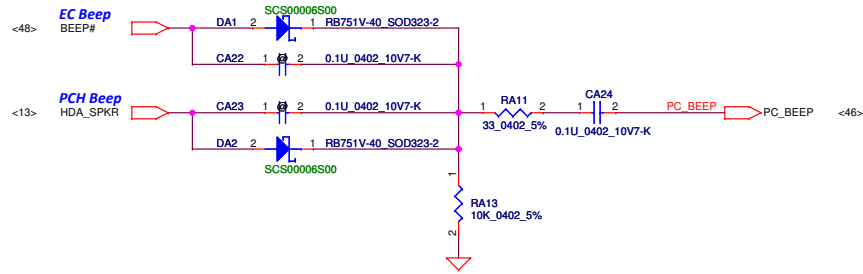 SCS00006S00
EC Beep
DA1 2 1 RB751V-40_SOD323-2
<48> BEEP#
CA22 1 @ 2 0.1U_0402_10V7-K
PCH Beep
CA23 1 @ 2 0.1U_0402_10V7-K
<13> HDA_SPKR
1 RA11 2
33_0402_5%
1 CA24 2
0.1U_0402_10V7-K
PC_BEEP
PC_BEEP <46>
DA2 2 1 RB751V-40_SOD323-2
SCS00006S00
1
RA13
10K_0402_5%
2